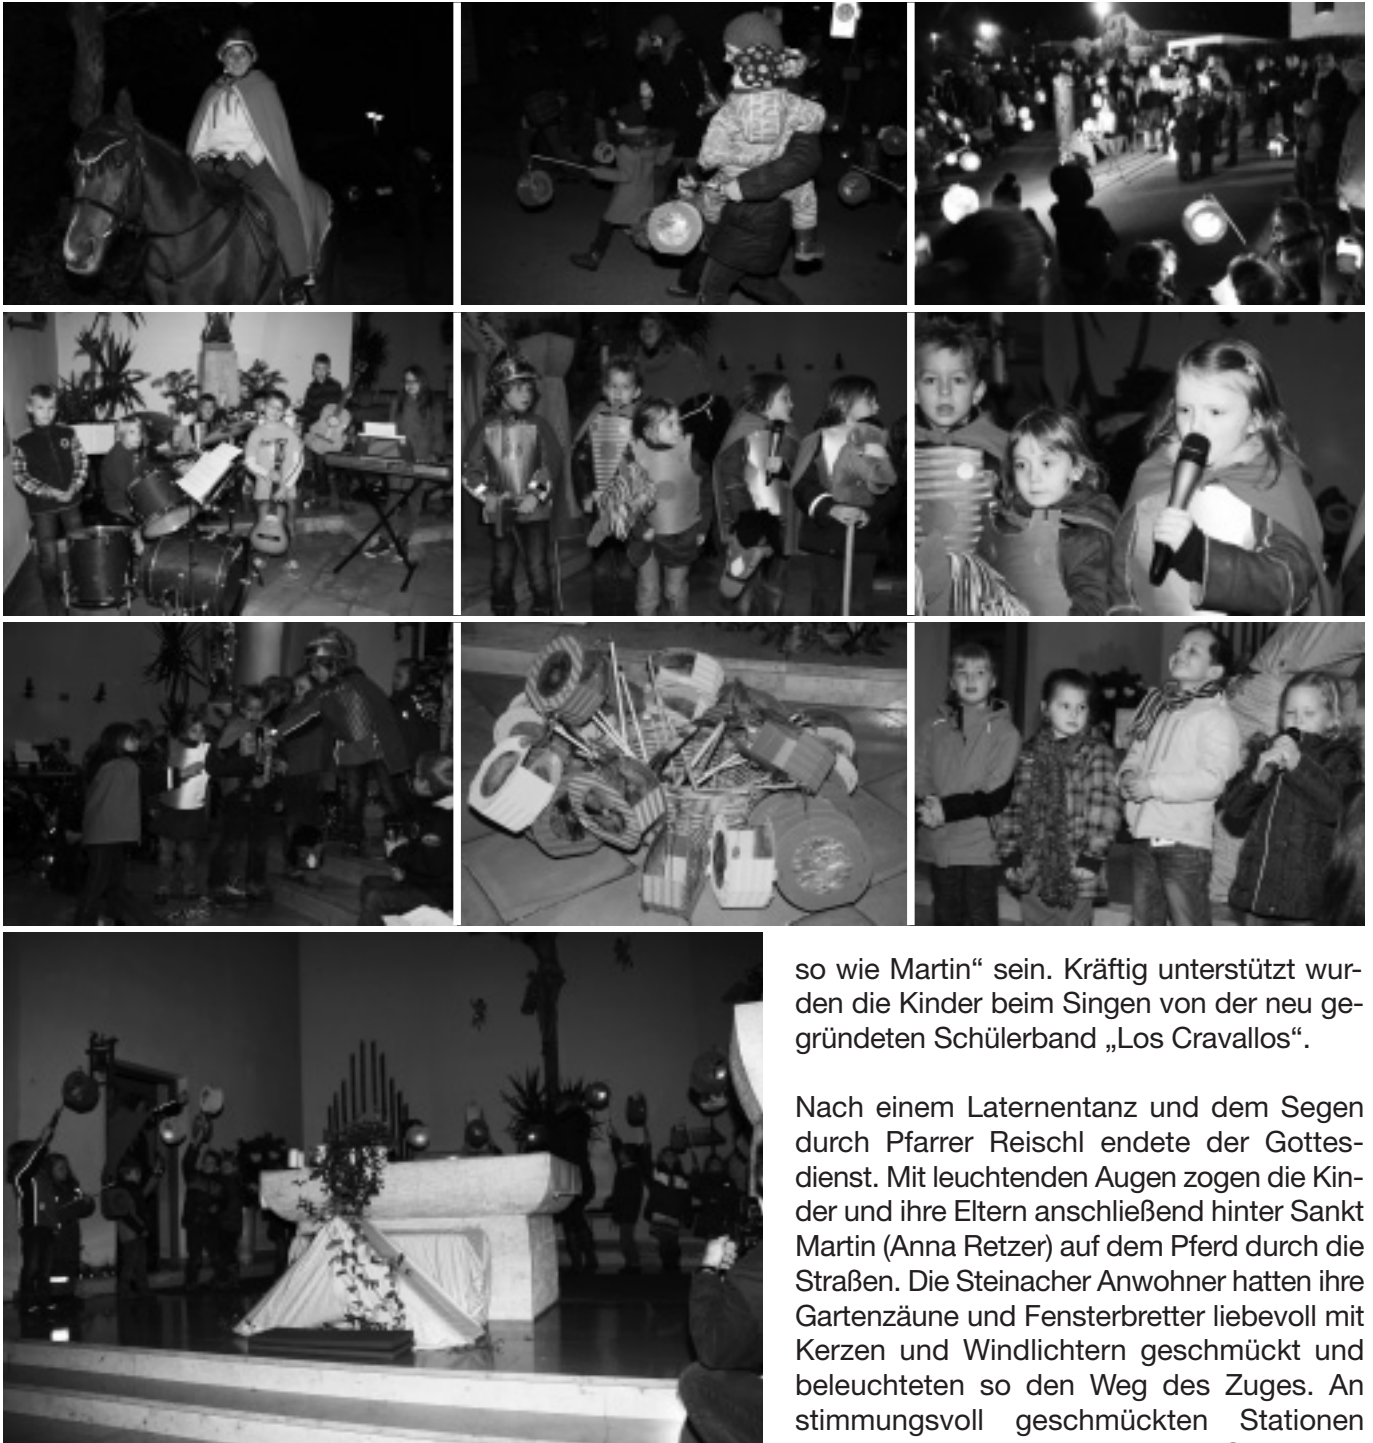 so wie Martin“ sein. Kräftig unterstützt wur-
den die Kinder beim Singen von der neu ge-
gründeten Schülerband „Los Cravallos“.
Nach einem Laternentanz und dem Segen
durch Pfarrer Reischl endete der Gottes-
dienst. Mit leuchtenden Augen zogen die Kin-
der und ihre Eltern anschließend hinter Sankt
Martin (Anna Retzer) auf dem Pferd durch die
Straßen. Die Steinacher Anwohner hatten ihre
Gartenzäune und Fensterbretter liebevoll mit
Kerzen und Windlichtern geschmückt und
beleuchteten so den Weg des Zuges. An
stimmungsvoll geschmückten Stationen